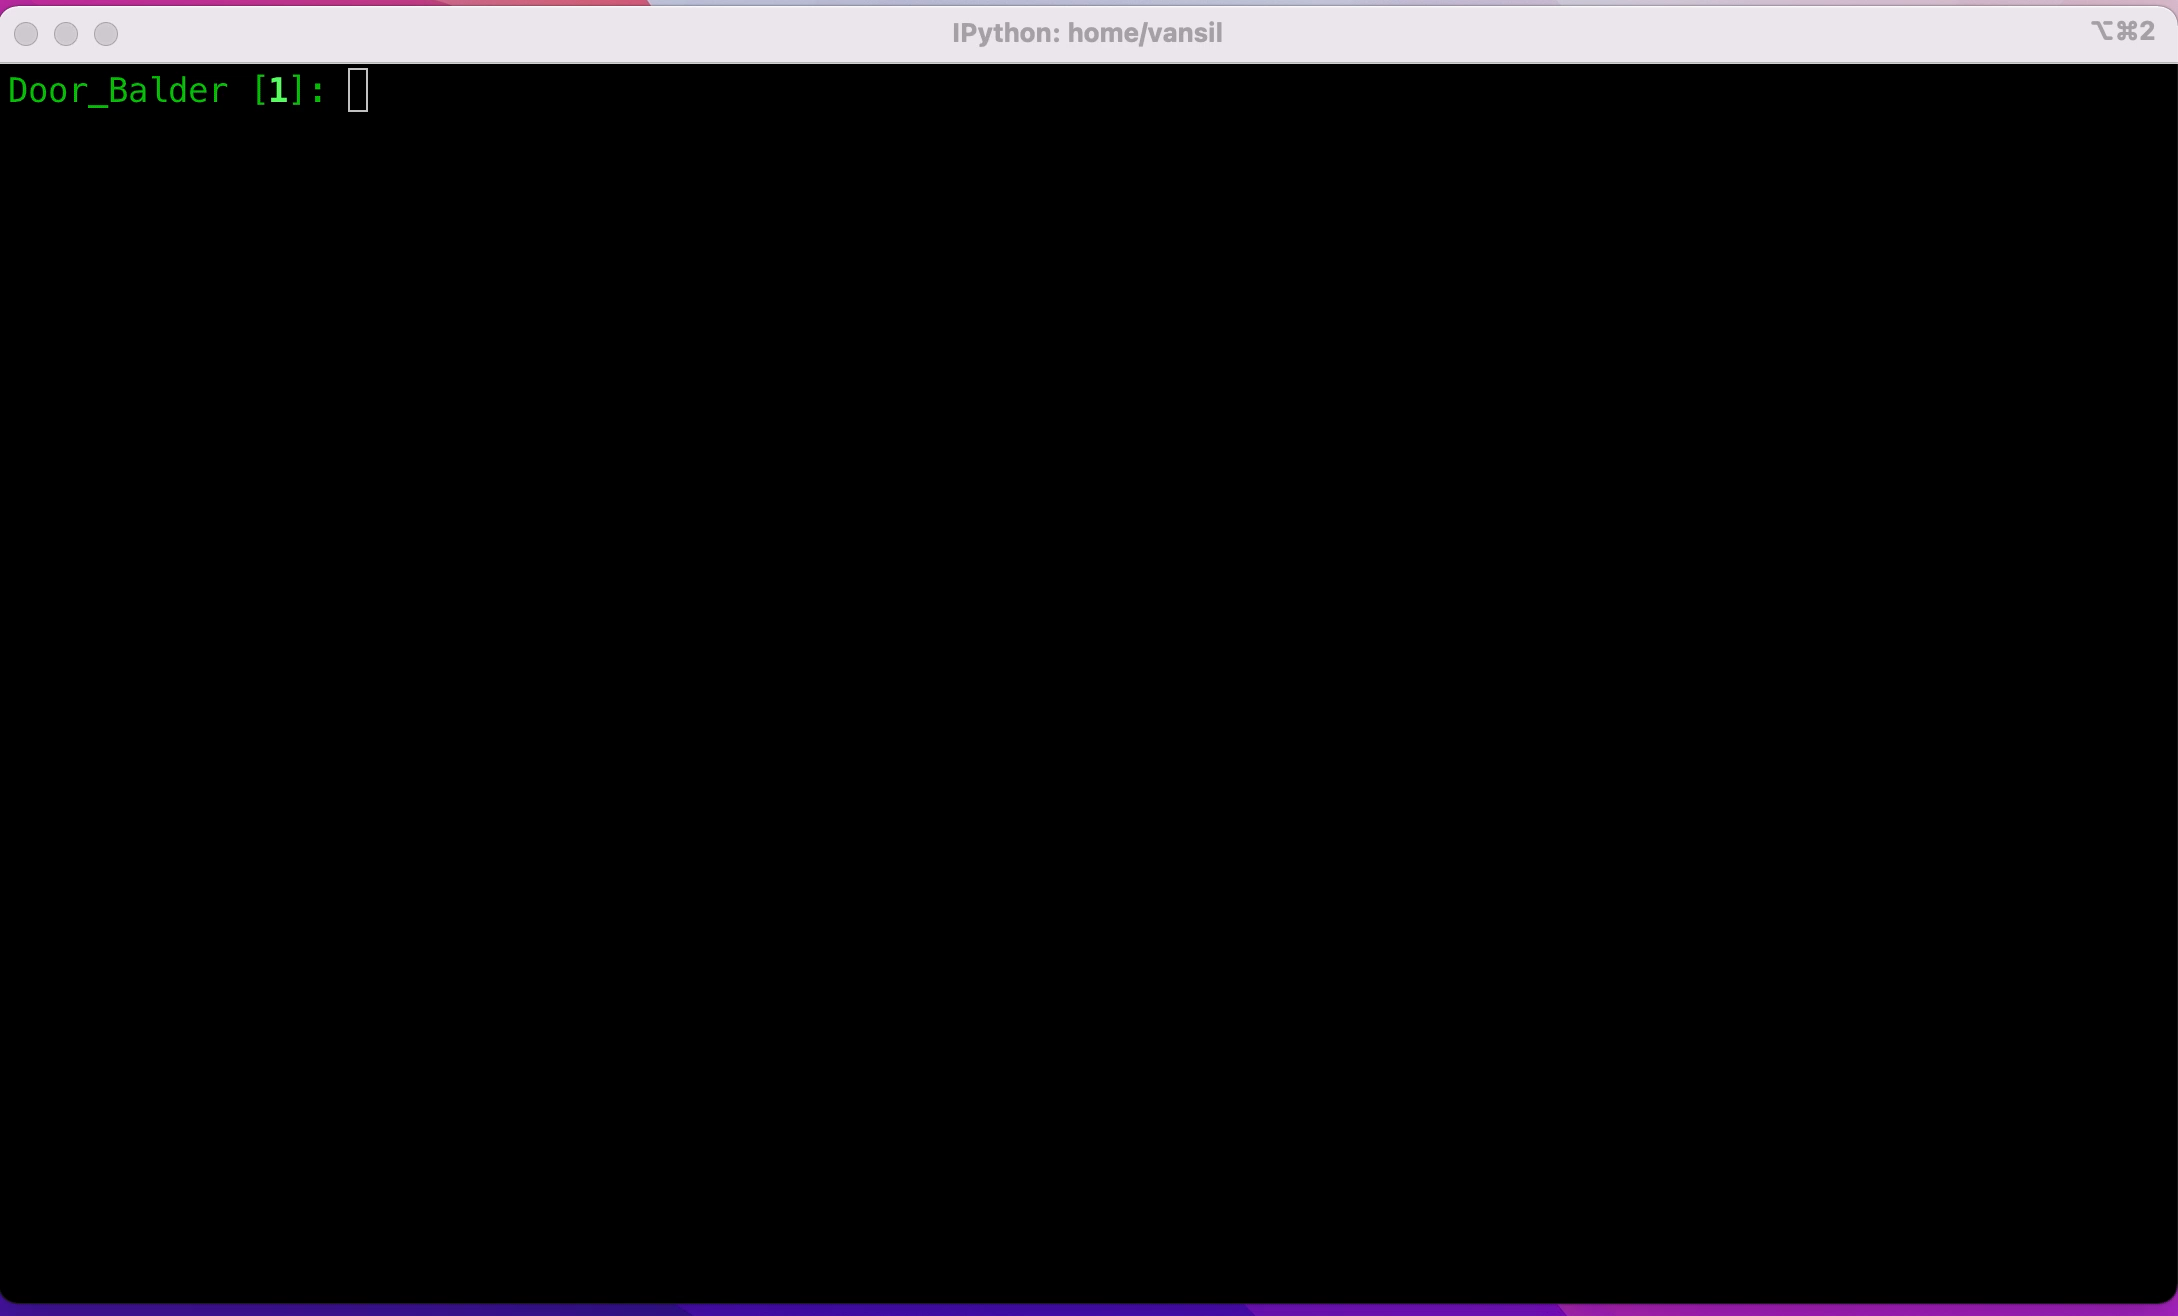 IPython: home/vansil
⌥⌘2
Door_Balder [1]: